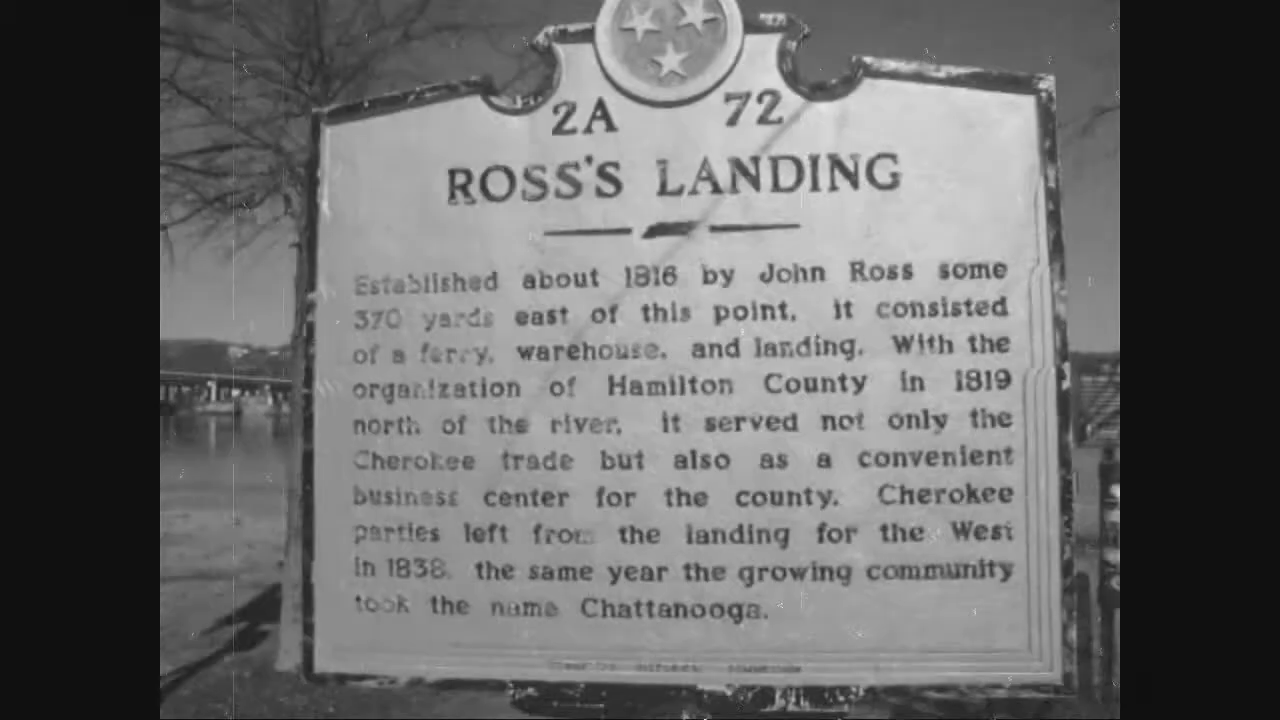 2A 72
ROSS'S LANDING
Established about 1816 by John Ross some
370 yards east of this point, it consisted
of a ferry, warehouse, and landing. With the
organization of Hamilton County in 1819
north of the river, it served not only the
Cherokee trade but also as a convenient
business center for the county. Cherokee
parties left from the landing for the West
in 1838, the same year the growing community
took the name Chattanooga.